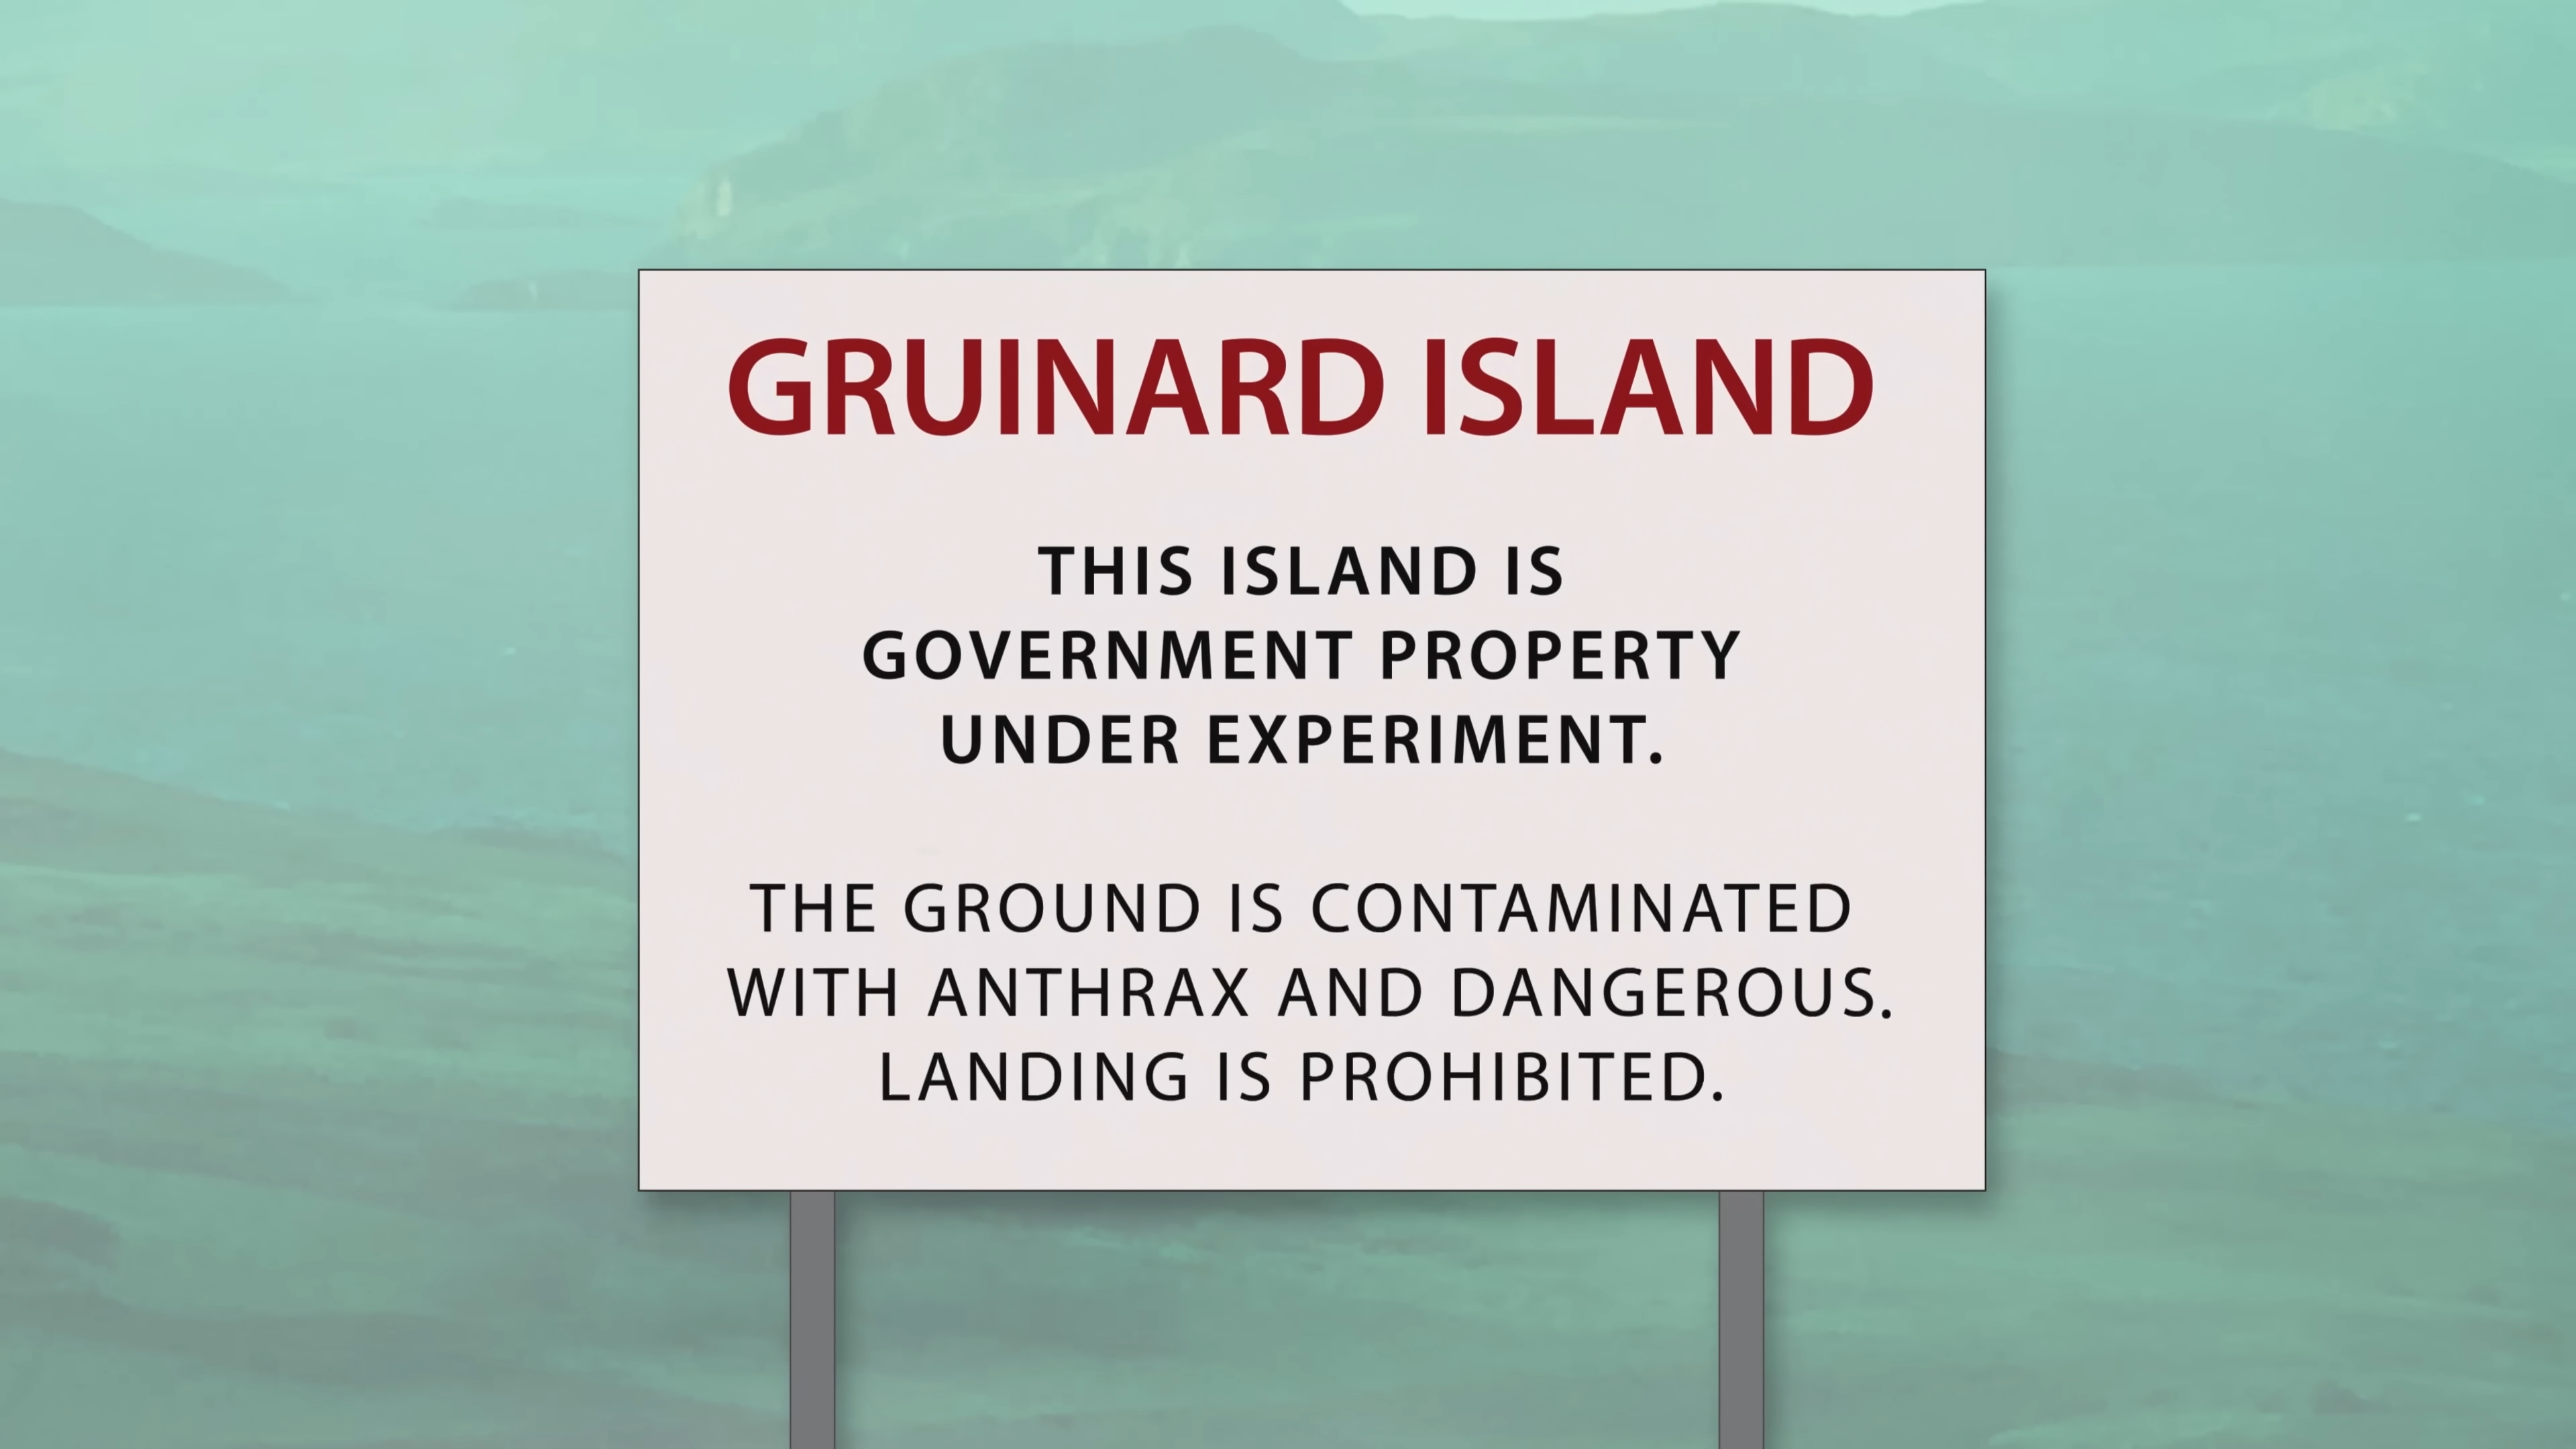 GRUINARD ISLAND
THIS ISLAND IS
GOVERNMENT PROPERTY
UNDER EXPERIMENT.
THE GROUND IS CONTAMINATED
WITH ANTHRAX AND DANGEROUS.
LANDING IS PROHIBITED.